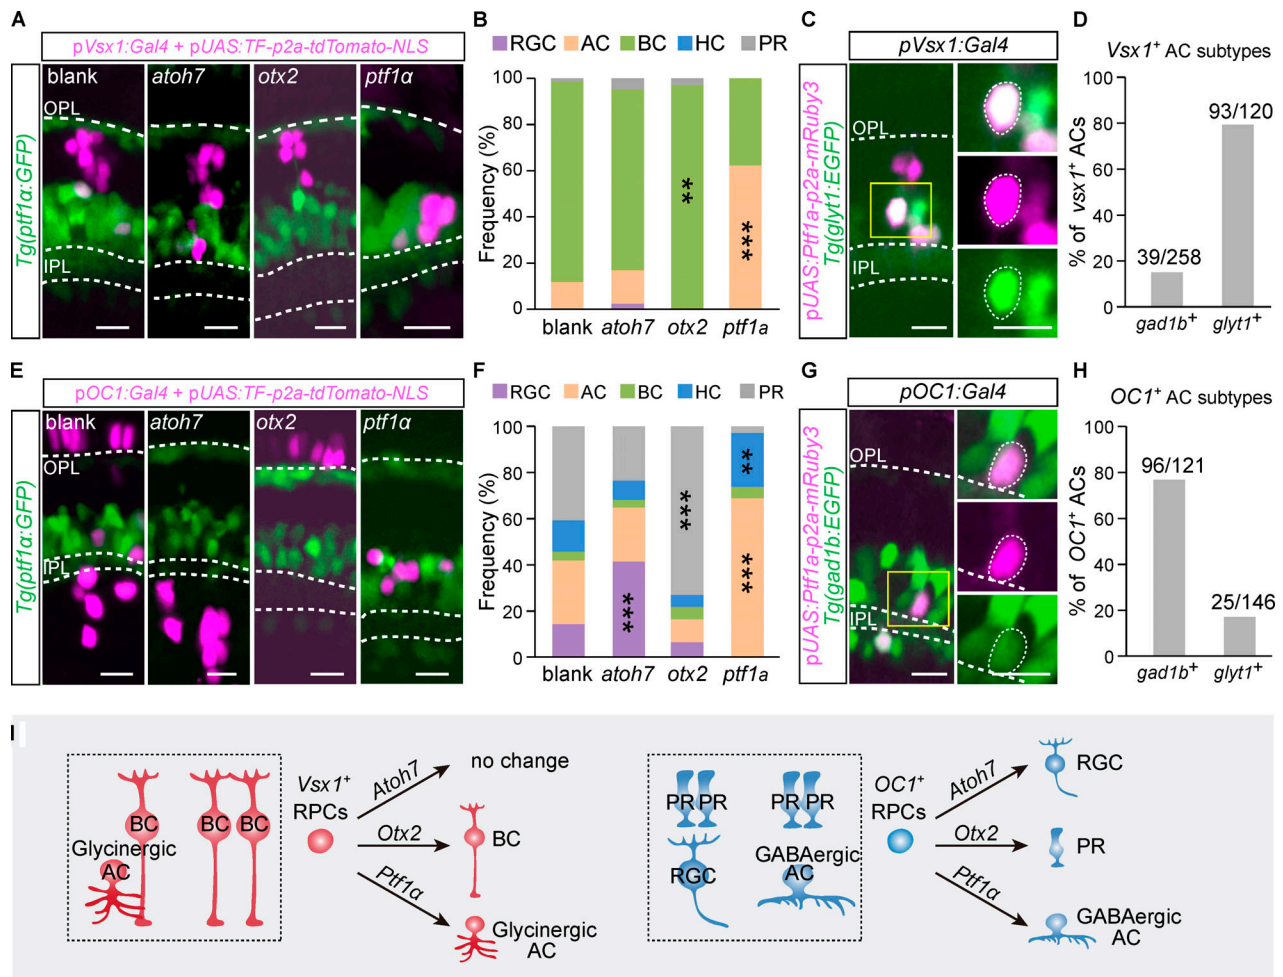 A
pVsx1:Gal4 + pUAS:TF-p2a-tdTomato-NLS
Tg(ptf1α:GFP)
blank
atoh7
otx2
ptf1α
OPL
IPL
B
RGC AC BC HC PR
Frequency (%)
100
80
60
40
20
0
**
***
blank atoh7 otx2 ptf1a
C
pVsx1:Gal4
pUAS:Ptf1a-p2a-mRuby3
Tg(glyt1:EGFP)
OPL
IPL
D
Vsx1+ AC subtypes
% of vsx1+ ACs
100
80
60
40
20
0
39/258
93/120
gad1b+ glyt1+
E
pOC1:Gal4 + pUAS:TF-p2a-tdTomato-NLS
Tg(ptf1α:GFP)
blank
atoh7
otx2
ptf1α
OPL
IPL
F
RGC AC BC HC PR
Frequency (%)
100
80
60
40
20
0
***
***
**
***
blank atoh7 otx2 ptf1a
G
pOC1:Gal4
pUAS:Ptf1a-p2a-mRuby3
Tg(gad1b:EGFP)
OPL
IPL
H
OC1+ AC subtypes
% of OC1+ ACs
100
80
60
40
20
0
96/121
25/146
gad1b+ glyt1+
I
BC
BC
BC
Glycinergic
AC
Vsx1+
RPCs
Atoh7
no change
Otx2
BC
Ptf1α
Glycinergic
AC
PR
PR
PR
PR
RGC
GABAergic
AC
OC1+
RPCs
Atoh7
RGC
Otx2
PR
Ptf1α
GABAergic
AC